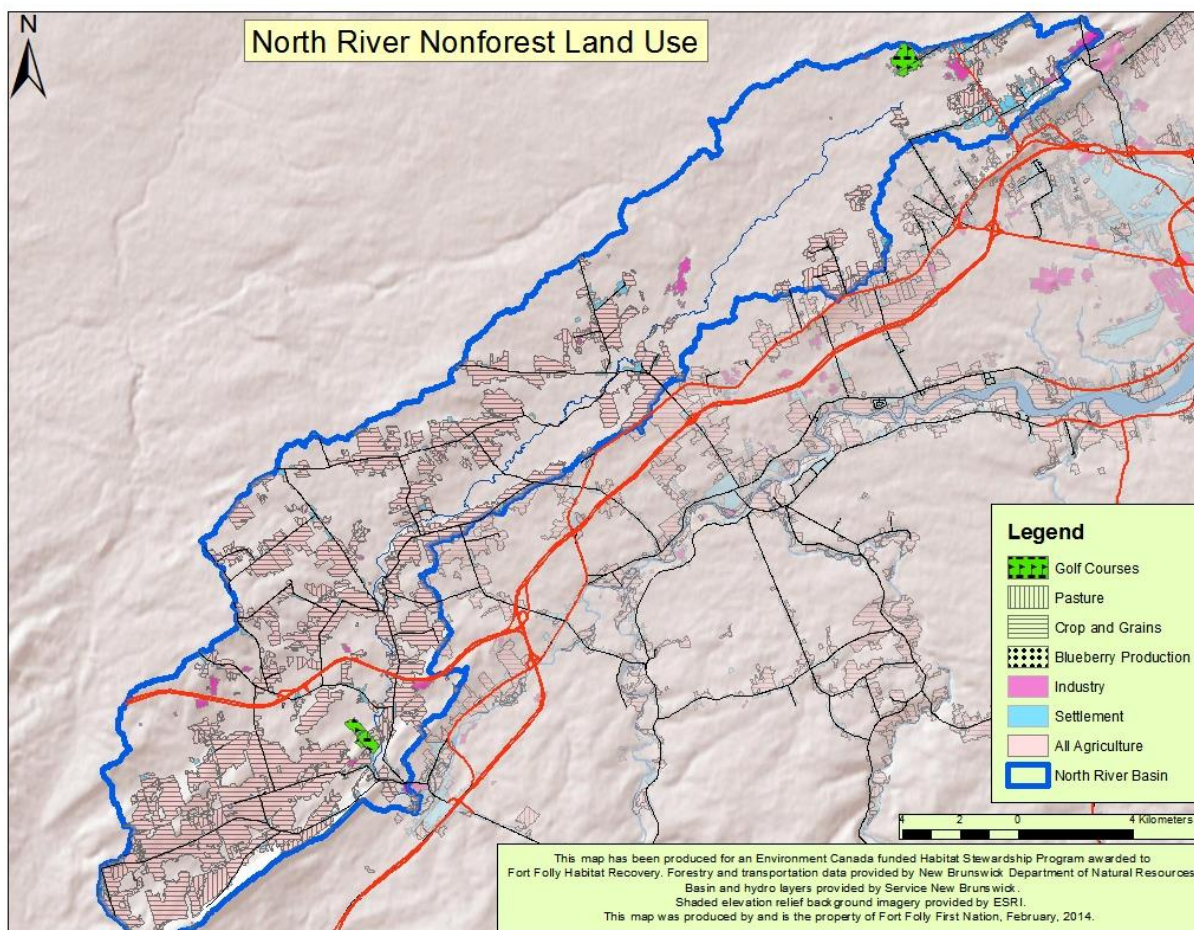 N
North River Nonforest Land Use
Legend
Golf Courses
Pasture
Crop and Grains
Blueberry Production
Industry
Settlement
All Agriculture
North River Basin
4 2 0 4 Kilometers
This map has been produced for an Environment Canada funded Habitat Stewardship Program awarded to
Fort Folly Habitat Recovery. Forestry and transportation data provided by New Brunswick Department of Natural Resources
Basin and hydro layers provided by Service New Brunswick.
Shaded elevation relief background imagery provided by ESRI.
This map was produced by and is the property of Fort Folly First Nation, February, 2014.